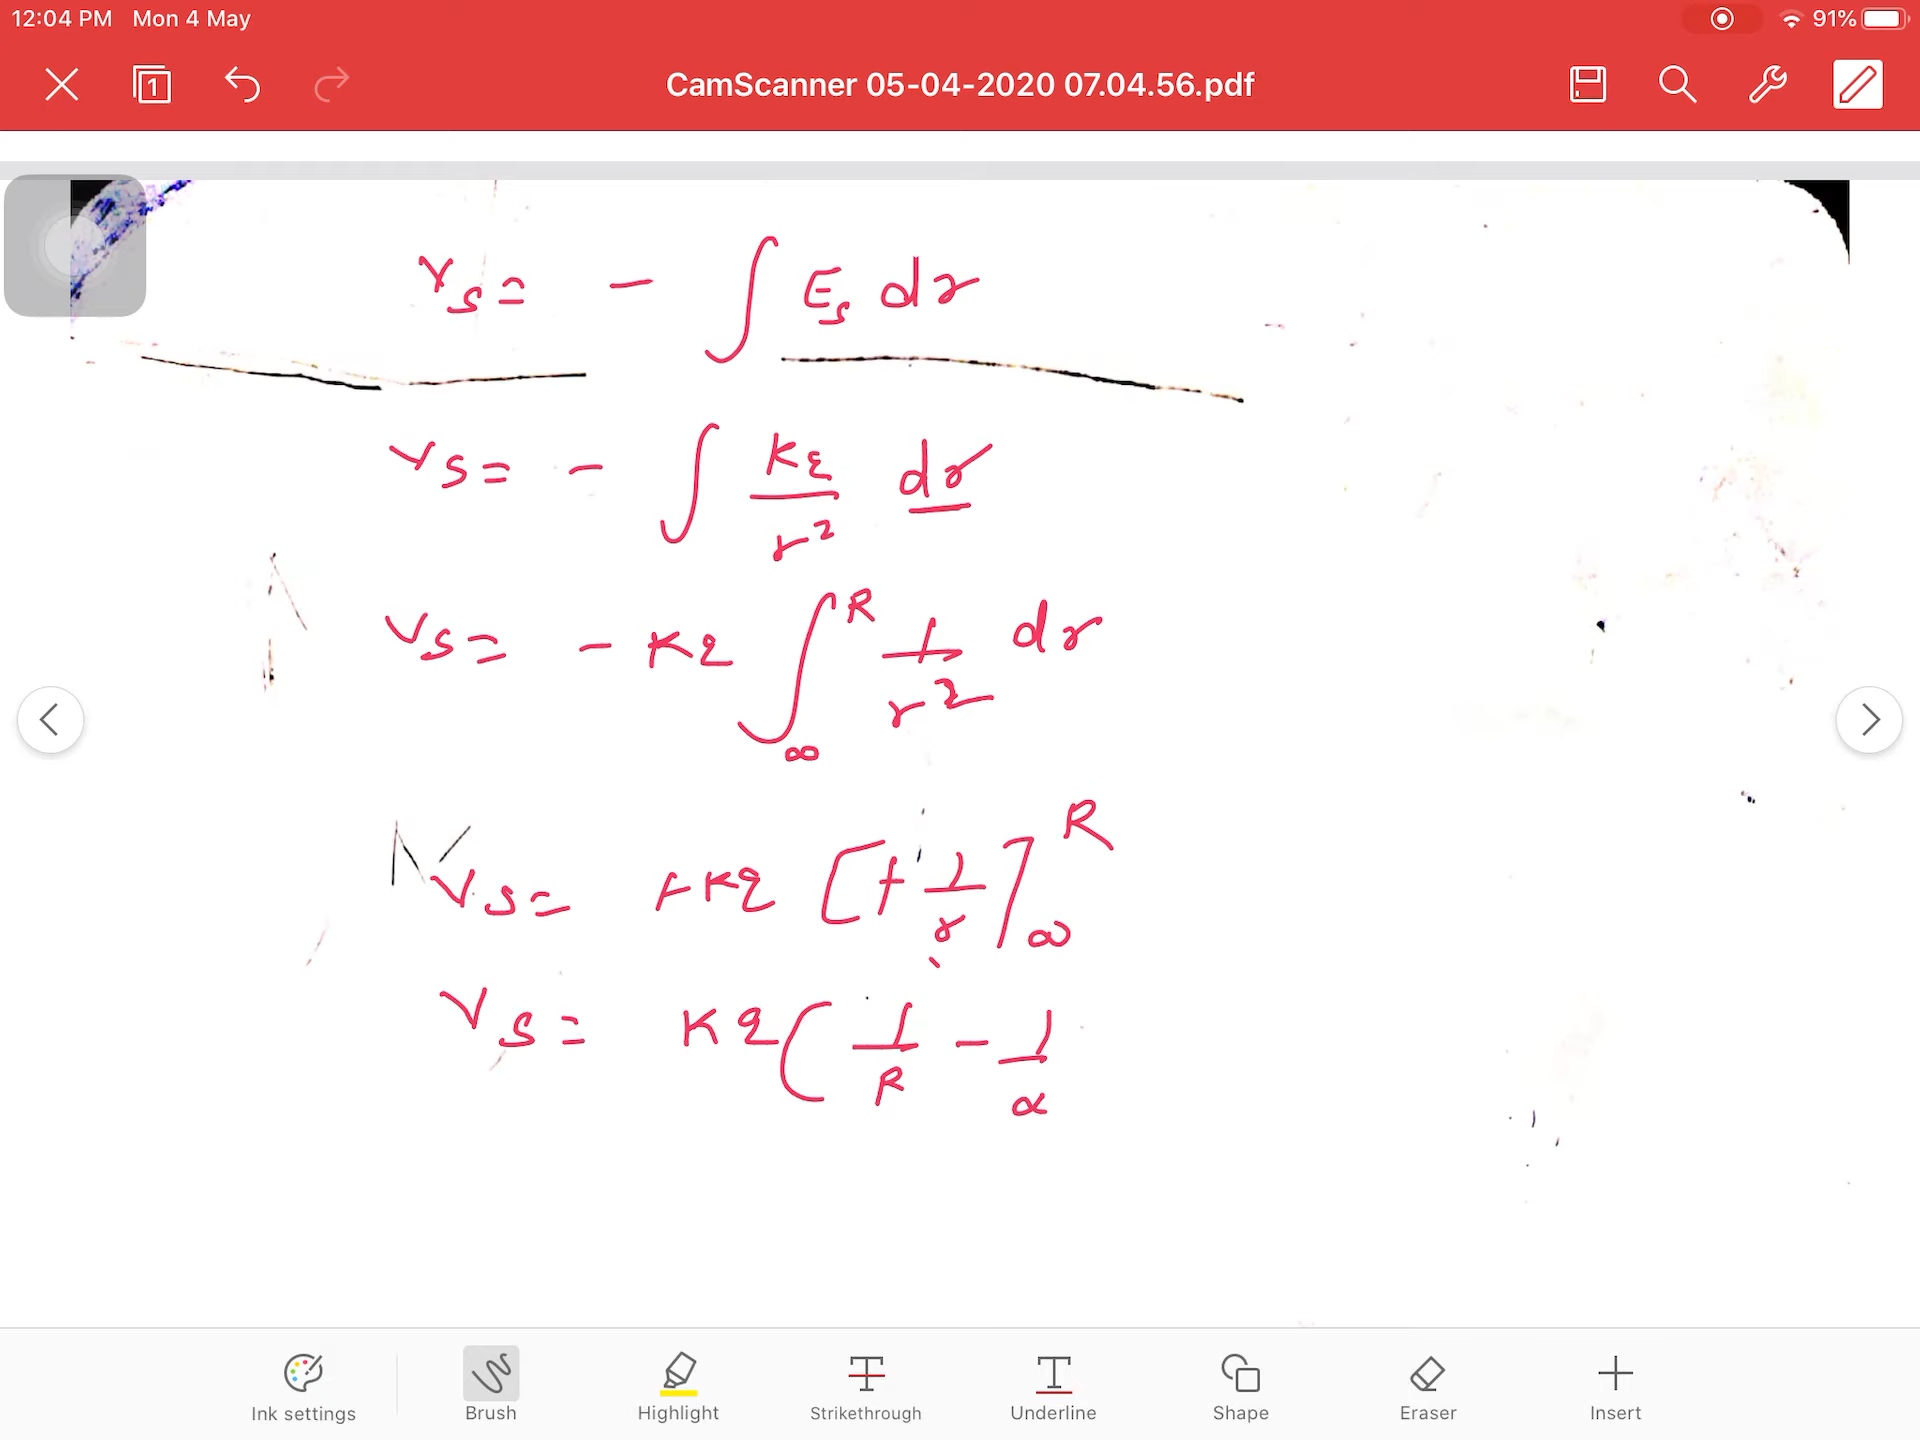 12:04 PM Mon 4 May 91%
1 CamScanner 05-04-2020 07.04.56.pdf
Vs = - ∫ Es dr
Vs = - ∫ Kq/r² dr
Vs = - Kq ∫∞^R 1/r² dr
Vs = +Kq [+ 1/r]∞^R
Vs = Kq ( 1/R - 1/∝
Ink settings Brush Highlight Strikethrough Underline Shape Eraser Insert